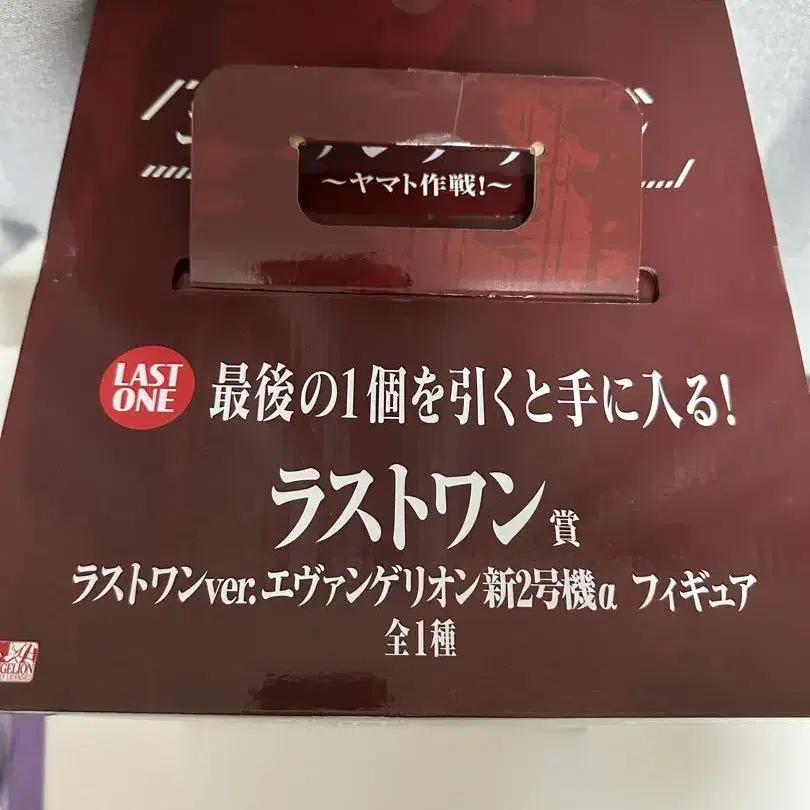 ～ヤマト作戦!～
LAST
ONE
最後の1個を引くと手に入る!
ラストワン賞
ラストワンver.エヴァンゲリオン新2号機α フィギュア
全1種